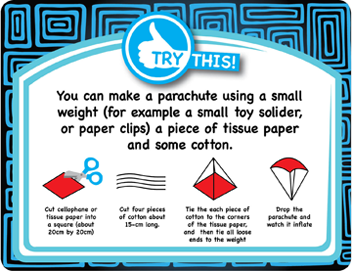 TRY THIS!
You can make a parachute using a small
weight (for example a small toy solider,
or paper clips) a piece of tissue paper
and some cotton.
Cut cellophane or
tissue paper into
a square (about
20cm by 20cm)
Cut four pieces
of cotton about
15-cm long.
Tie the each piece
of cotton to the corners
of the tissue paper,
and then tie all loose
ends to the weight
Drop the
parachute and
watch it inflate